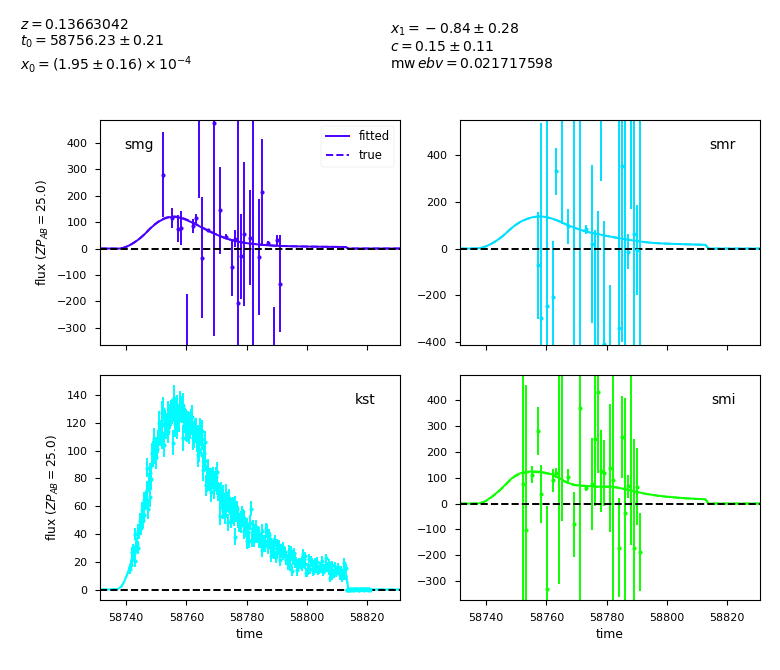 z = 0.13663042
t₀ = 58756.23 ± 0.21
x₀ = (1.95 ± 0.16) × 10⁻⁴
x₁ = −0.84 ± 0.28
c = 0.15 ± 0.11
mw ebv = 0.021717598
smg
fitted
true
400
300
200
100
0
−100
−200
−300
flux (ZP_AB = 25.0)
smr
400
200
0
−200
−400
kst
140
120
100
80
60
40
20
0
flux (ZP_AB = 25.0)
58740 58760 58780 58800 58820
time
smi
400
300
200
100
0
−100
−200
−300
58740 58760 58780 58800 58820
time